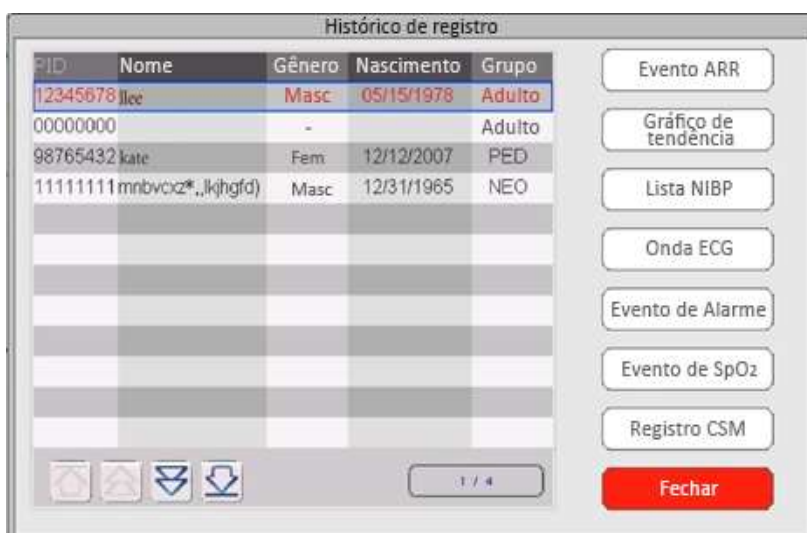 Histórico de registro
PID Nome Gênero Nascimento Grupo
12345678 llee Masc 05/15/1978 Adulto
00000000 - Adulto
98765432 kate Fem 12/12/2007 PED
11111111 mnbvcxz*,,lkjhgfd) Masc 12/31/1965 NEO
1 / 4
Evento ARR
Gráfico de
tendência
Lista NIBP
Onda ECG
Evento de Alarme
Evento de SpO2
Registro CSM
Fechar